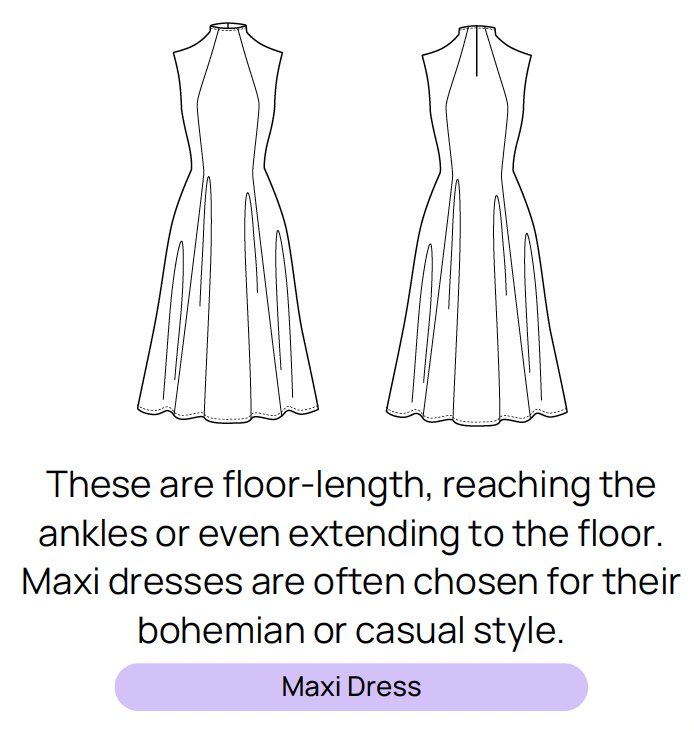 These are floor-length, reaching the
ankles or even extending to the floor.
Maxi dresses are often chosen for their
bohemian or casual style.
Maxi Dress